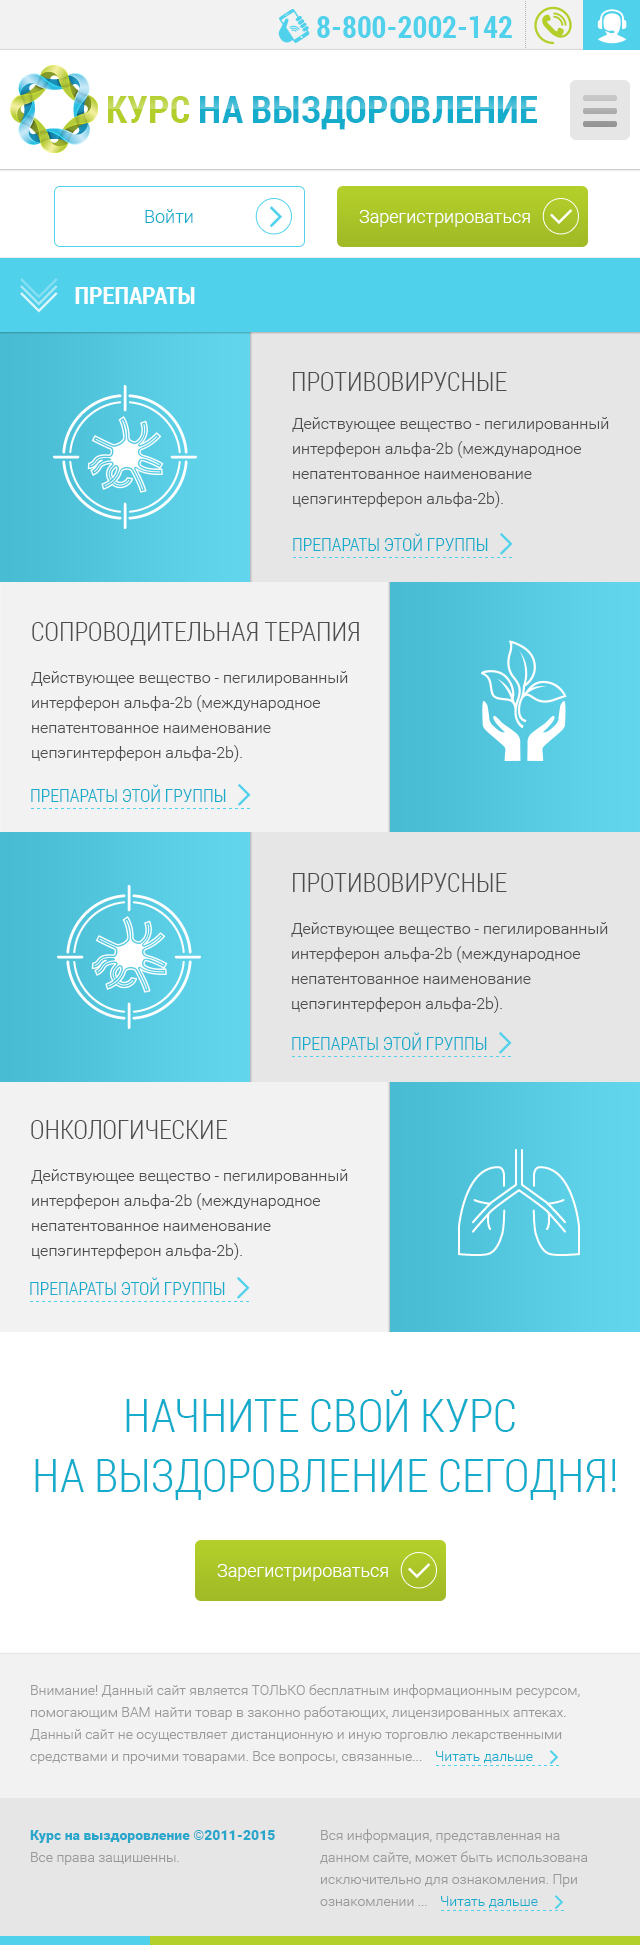 8-800-2002-142
КУРС НА ВЫЗДОРОВЛЕНИЕ
Войти
Зарегистрироваться
ПРЕПАРАТЫ
ПРОТИВОВИРУСНЫЕ
Действующее вещество - пегилированный
интерферон альфа-2b (международное
непатентованное наименование
цепэгинтерферон альфа-2b).
ПРЕПАРАТЫ ЭТОЙ ГРУППЫ
СОПРОВОДИТЕЛЬНАЯ ТЕРАПИЯ
Действующее вещество - пегилированный
интерферон альфа-2b (международное
непатентованное наименование
цепэгинтерферон альфа-2b).
ПРЕПАРАТЫ ЭТОЙ ГРУППЫ
ПРОТИВОВИРУСНЫЕ
Действующее вещество - пегилированный
интерферон альфа-2b (международное
непатентованное наименование
цепэгинтерферон альфа-2b).
ПРЕПАРАТЫ ЭТОЙ ГРУППЫ
ОНКОЛОГИЧЕСКИЕ
Действующее вещество - пегилированный
интерферон альфа-2b (международное
непатентованное наименование
цепэгинтерферон альфа-2b).
ПРЕПАРАТЫ ЭТОЙ ГРУППЫ
НАЧНИТЕ СВОЙ КУРС
НА ВЫЗДОРОВЛЕНИЕ СЕГОДНЯ!
Зарегистрироваться
Внимание! Данный сайт является ТОЛЬКО бесплатным информационным ресурсом,
помогающим ВАМ найти товар в законно работающих, лицензированных аптеках.
Данный сайт не осуществляет дистанционную и иную торговлю лекарственными
средствами и прочими товарами. Все вопросы, связанные... Читать дальше
Курс на выздоровление ©2011-2015
Все права защишенны.
Вся информация, представленная на
данном сайте, может быть использована
исключительно для ознакомления. При
ознакомлении ... Читать дальше